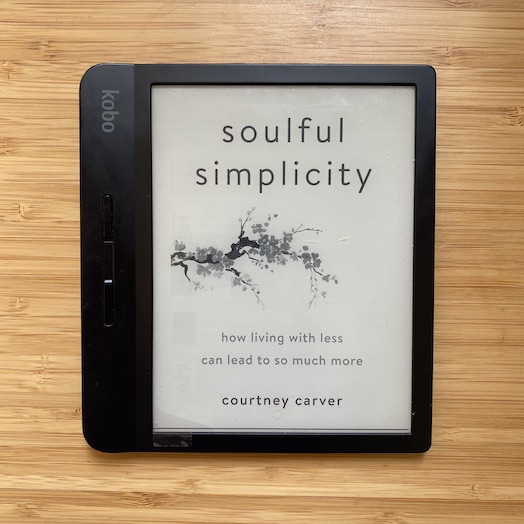 kobo
soulful
simplicity
how living with less
can lead to so much more
courtney carver